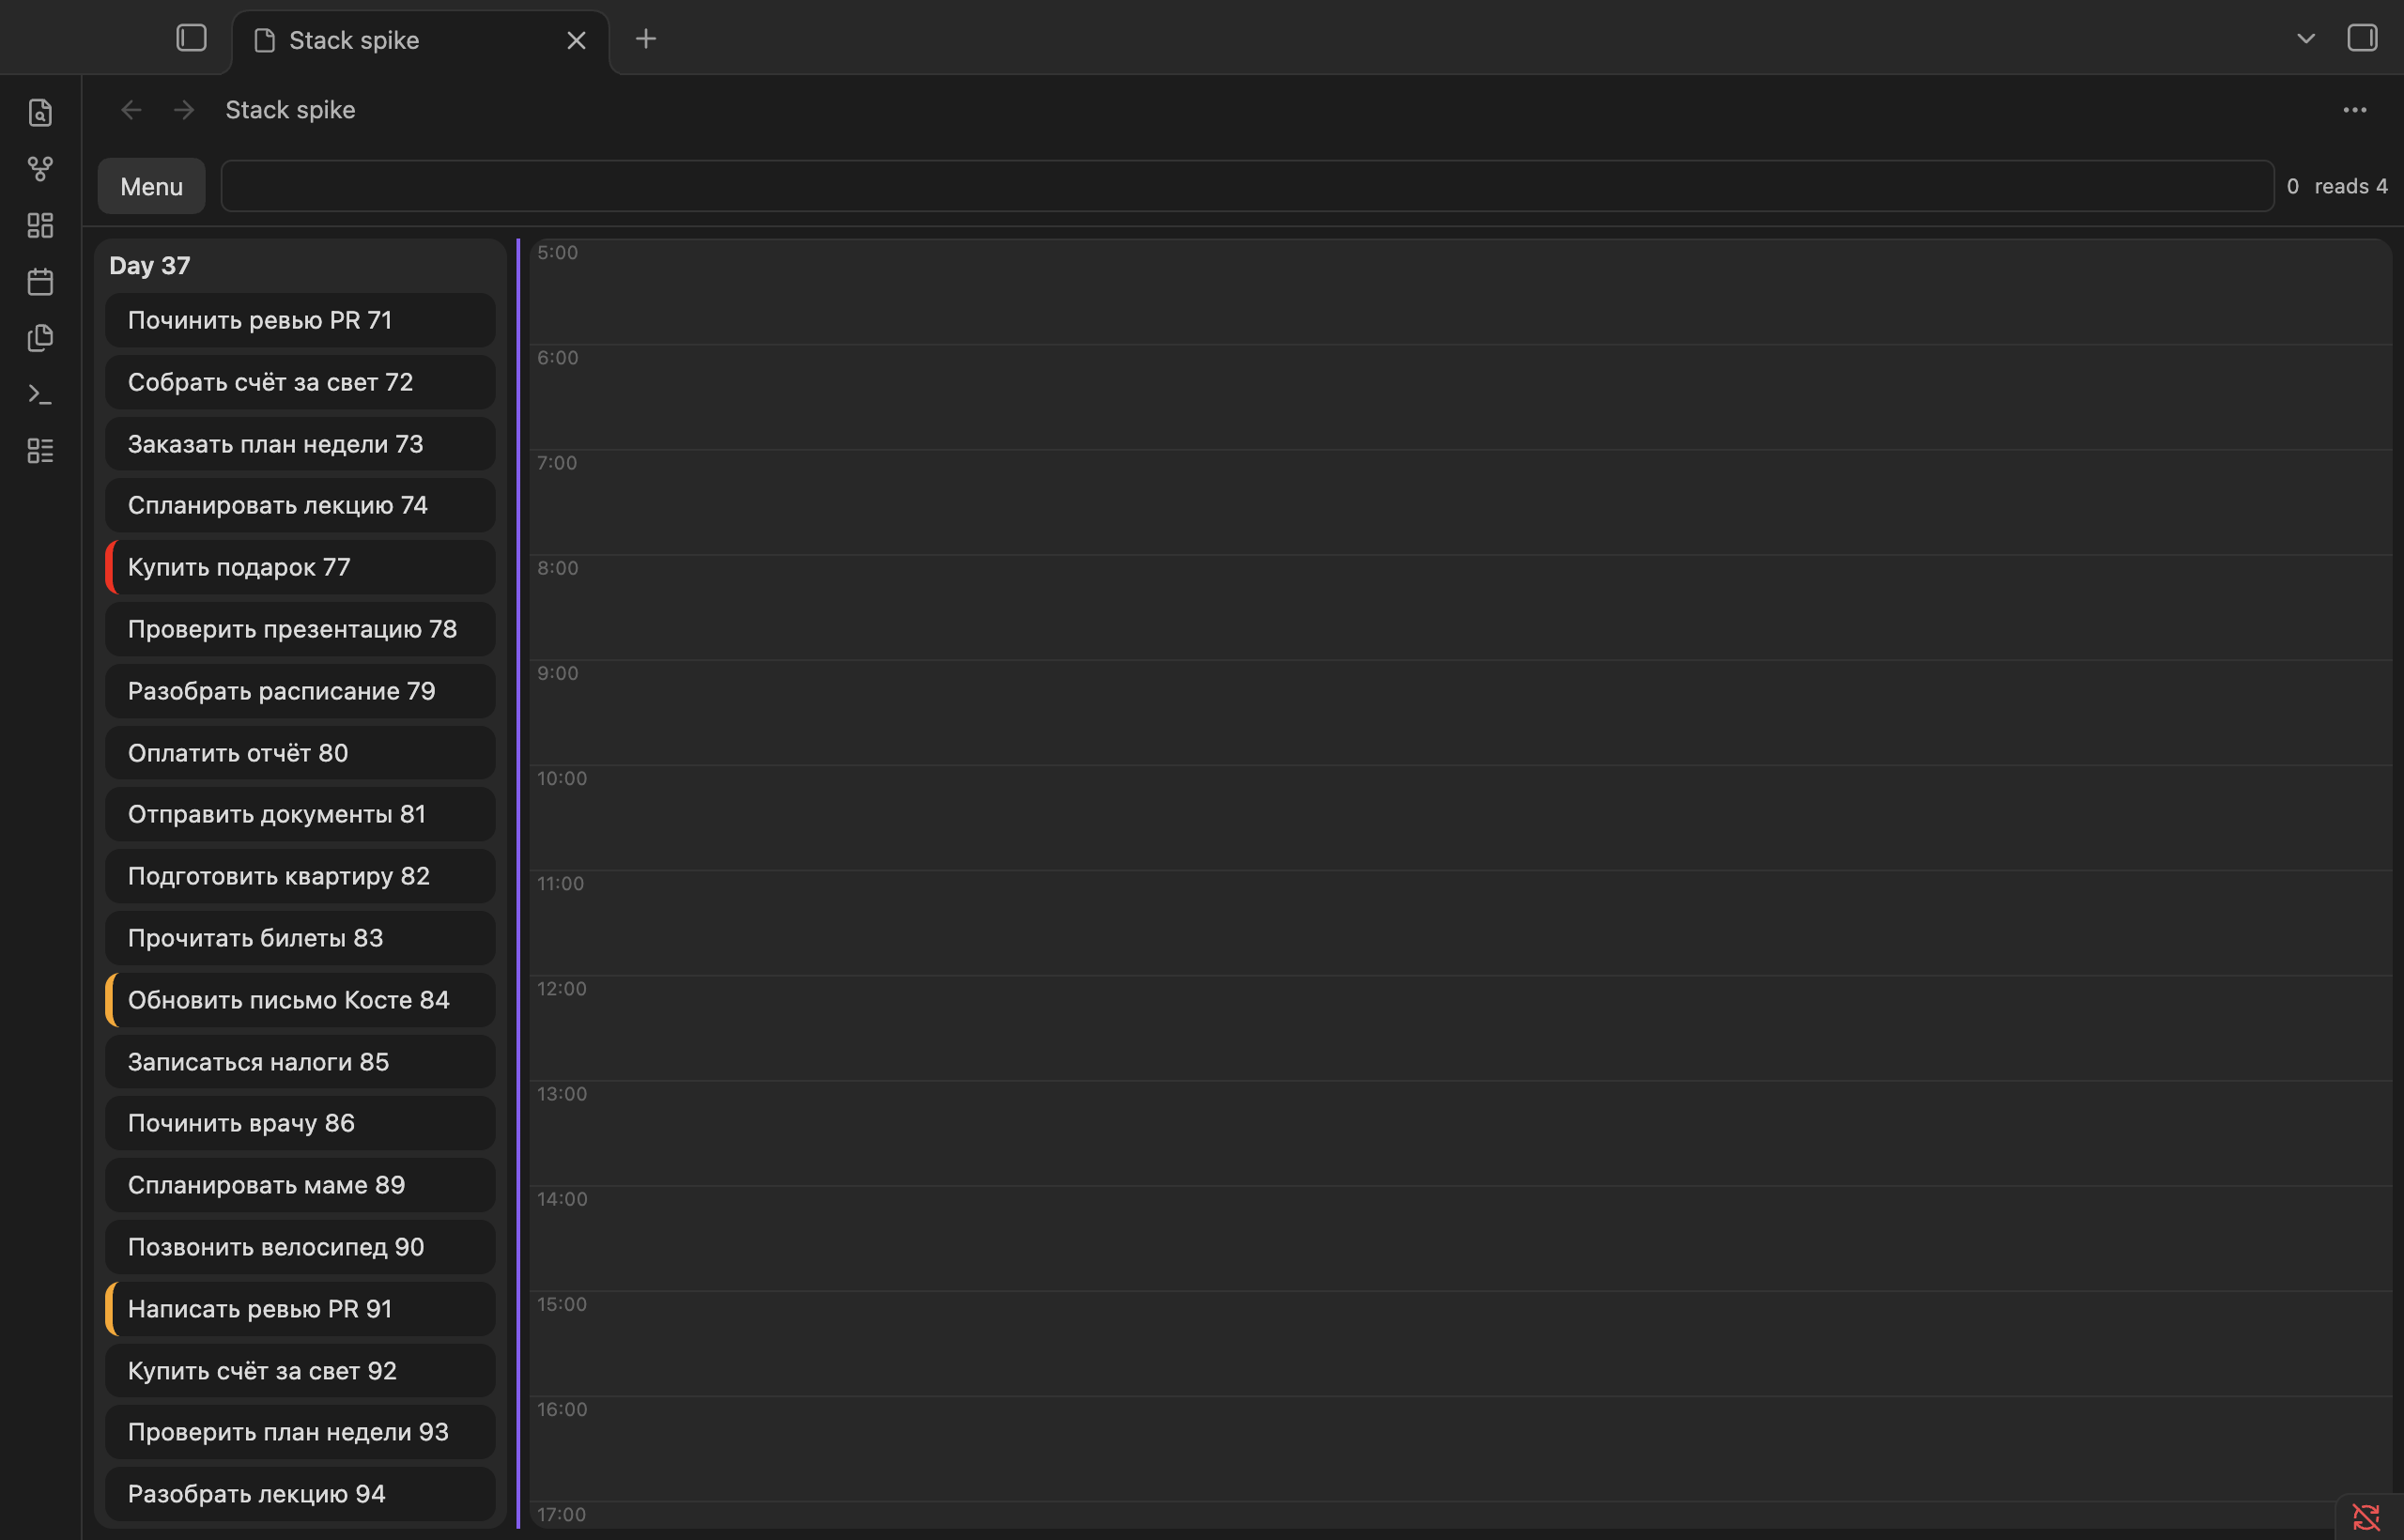 Stack spike
Stack spike
Menu
0 reads 4
Day 37
Починить ревью PR 71
Собрать счёт за свет 72
Заказать план недели 73
Спланировать лекцию 74
Купить подарок 77
Проверить презентацию 78
Разобрать расписание 79
Оплатить отчёт 80
Отправить документы 81
Подготовить квартиру 82
Прочитать билеты 83
Обновить письмо Косте 84
Записаться налоги 85
Починить врачу 86
Спланировать маме 89
Позвонить велосипед 90
Написать ревью PR 91
Купить счёт за свет 92
Проверить план недели 93
Разобрать лекцию 94
5:00
6:00
7:00
8:00
9:00
10:00
11:00
12:00
13:00
14:00
15:00
16:00
17:00